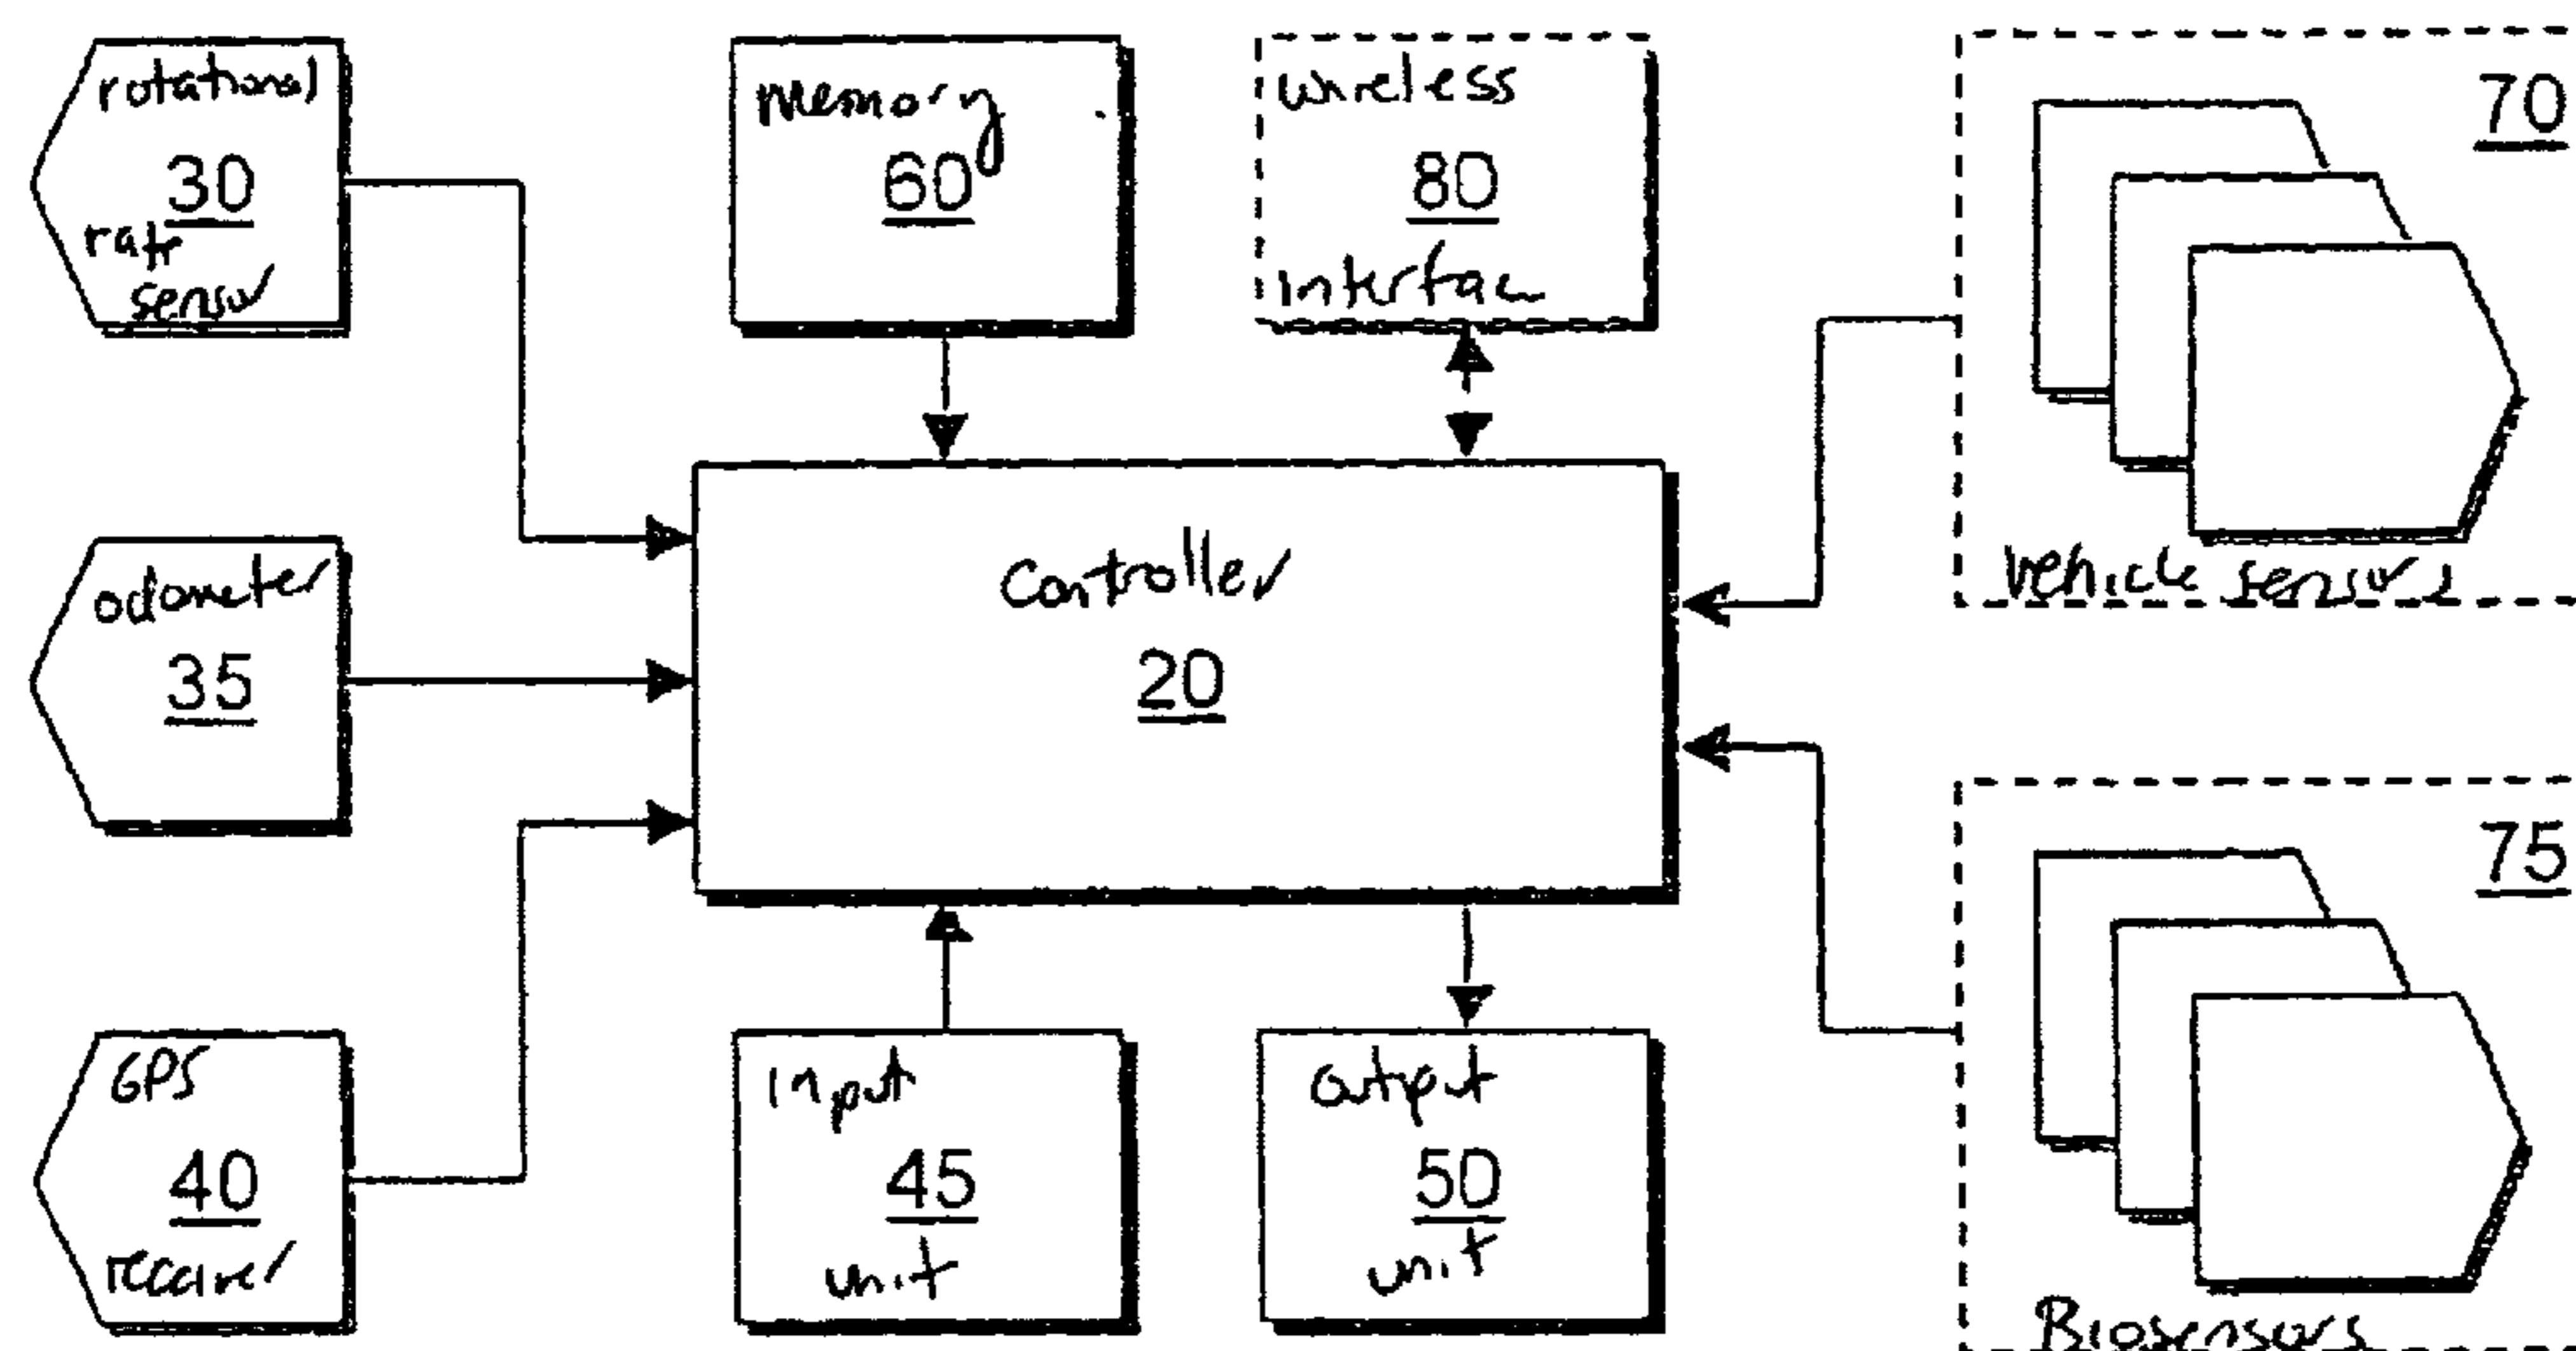 rotational
30
rate
sensor
memory
60
wireless
80
interface
70
vehicle sensors
odometer
35
Controller
20
75
Biosensors
GPS
40
receiver
input
45
unit
output
50
unit